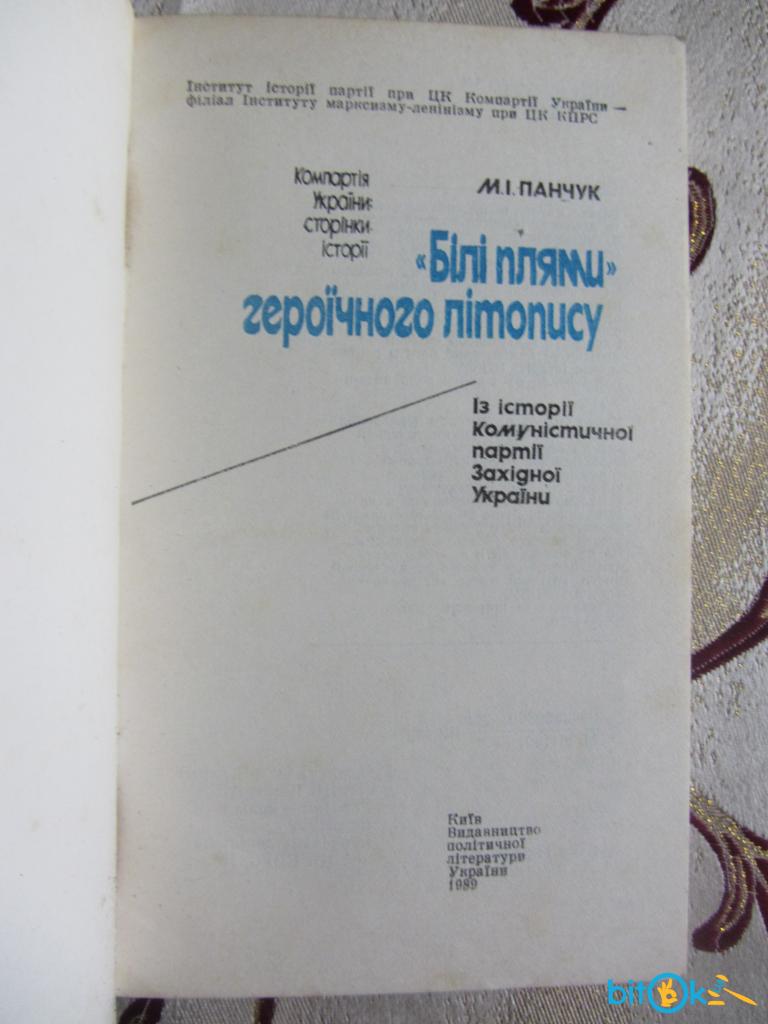 Інститут історії партії при ЦК Компартії України —
філіал Інституту марксизму-ленінізму при ЦК КПРС
Компартія
України:
сторінки
історії
М.І. ПАНЧУК
«Білі плями»
героїчного літопису
Із історії
Комуністичної
партії
Західної
України
Київ
Видавництво
політичної
літератури
України
1989
bitok